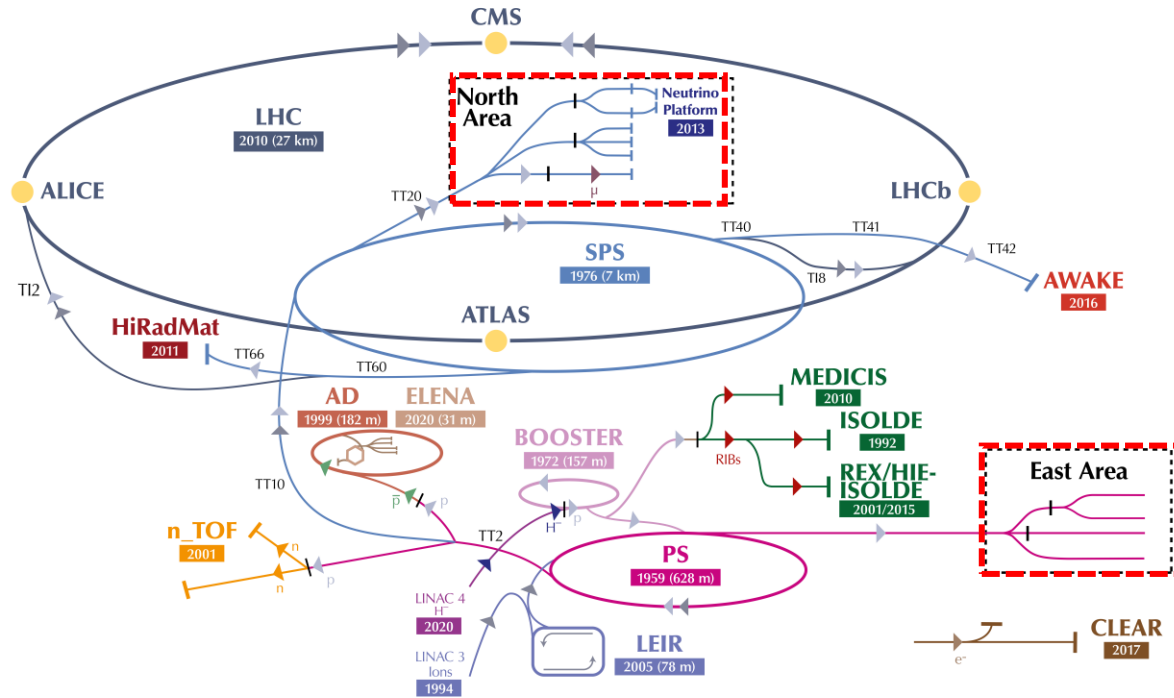 CMS
North
Area
Neutrino
Platform
2013
LHC
2010 (27 km)
ALICE
LHCb
μ
TT20
TT40
TT41
TT42
SPS
1976 (7 km)
TI8
TI2
AWAKE
2016
ATLAS
HiRadMat
2011
TT66
TT60
MEDICIS
2010
AD
1999 (182 m)
ELENA
2020 (31 m)
ISOLDE
1992
BOOSTER
1972 (157 m)
RIBs
REX/HIE-
ISOLDE
2001/2015
East Area
TT10
p̅
p
TT2
H⁻
p
n_TOF
2001
n
n
p
PS
1959 (628 m)
LINAC 4
H⁻
2020
LEIR
2005 (78 m)
LINAC 3
Ions
1994
CLEAR
2017
e⁻